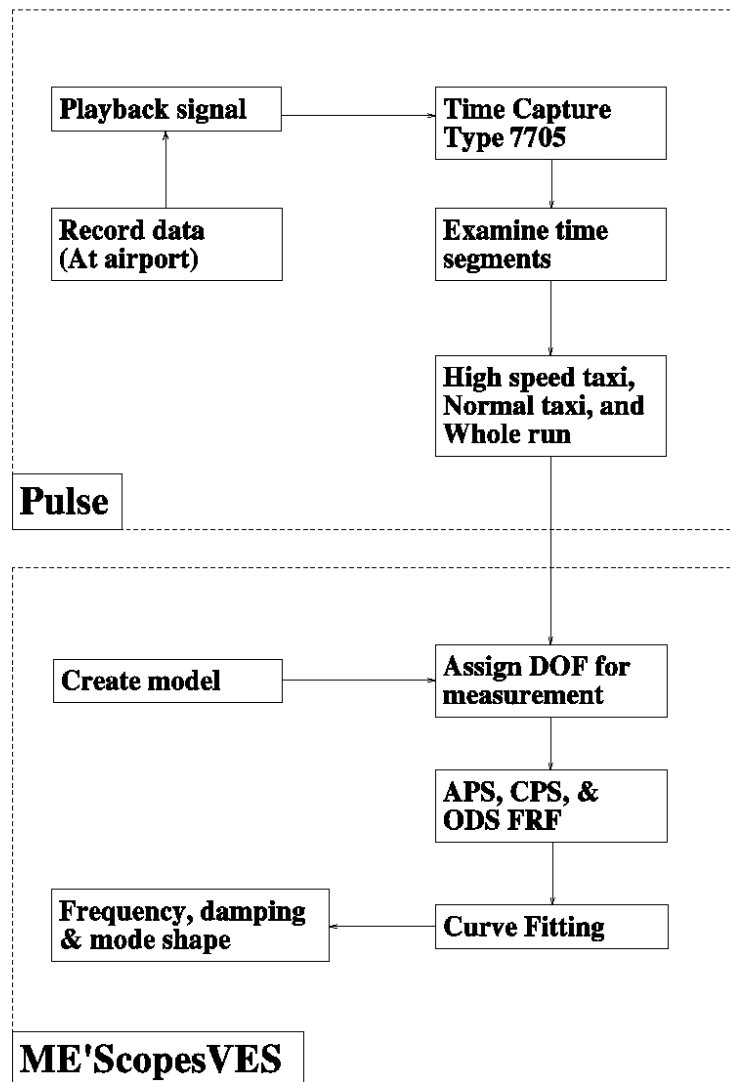 Playback signal
Time Capture
Type 7705
Record data
(At airport)
Examine time
segments
High speed taxi,
Normal taxi, and
Whole run
Pulse
Create model
Assign DOF for
measurement
APS, CPS, &
ODS FRF
Frequency, damping
& mode shape
Curve Fitting
ME'ScopesVES